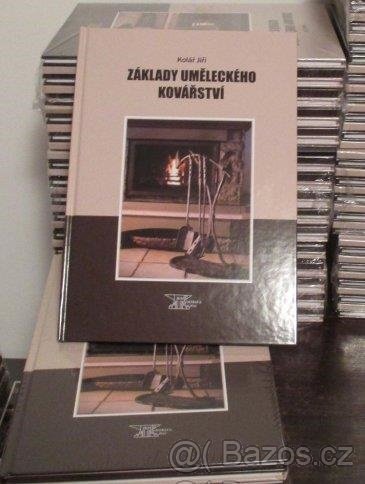 Kolář Jiří
ZÁKLADY UMĚLECKÉHO
KOVÁŘSTVÍ
@( Bazos.cz